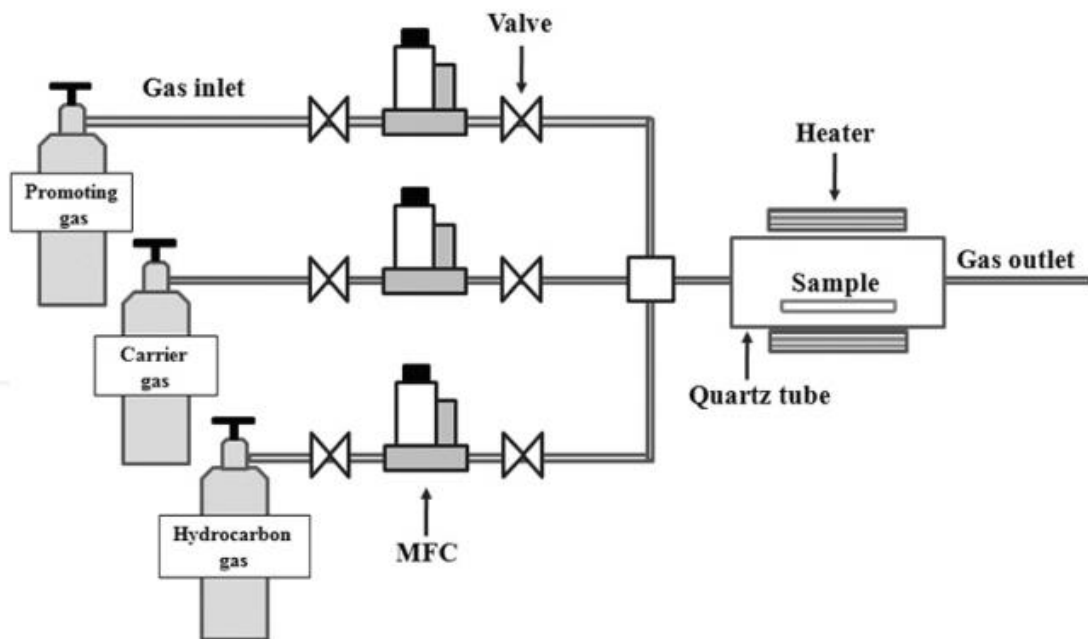 Valve
Gas inlet
Heater
Promoting
gas
Gas outlet
Sample
Carrier
gas
Quartz tube
Hydrocarbon
gas
MFC